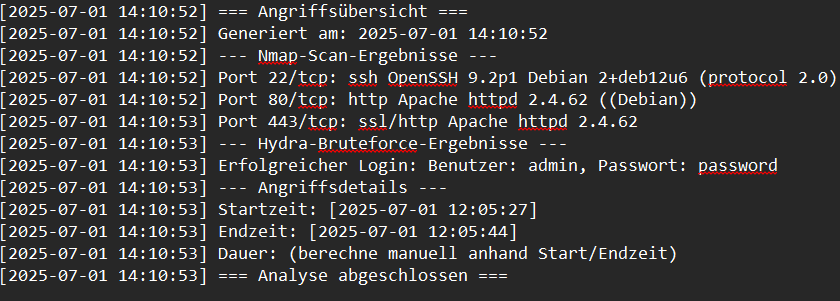 [2025-07-01 14:10:52] === Angriffsübersicht ===
[2025-07-01 14:10:52] Generiert am: 2025-07-01 14:10:52
[2025-07-01 14:10:52] --- Nmap-Scan-Ergebnisse ---
[2025-07-01 14:10:52] Port 22/tcp: ssh OpenSSH 9.2p1 Debian 2+deb12u6 (protocol 2.0)
[2025-07-01 14:10:52] Port 80/tcp: http Apache httpd 2.4.62 ((Debian))
[2025-07-01 14:10:53] Port 443/tcp: ssl/http Apache httpd 2.4.62
[2025-07-01 14:10:53] --- Hydra-Bruteforce-Ergebnisse ---
[2025-07-01 14:10:53] Erfolgreicher Login: Benutzer: admin, Passwort: password
[2025-07-01 14:10:53] --- Angriffsdetails ---
[2025-07-01 14:10:53] Startzeit: [2025-07-01 12:05:27]
[2025-07-01 14:10:53] Endzeit: [2025-07-01 12:05:44]
[2025-07-01 14:10:53] Dauer: (berechne manuell anhand Start/Endzeit)
[2025-07-01 14:10:53] === Analyse abgeschlossen ===